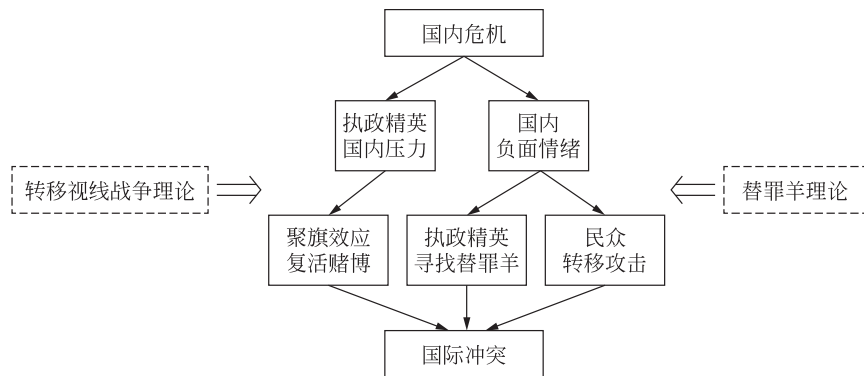 国内危机
执政精英
国内压力
国内
负面情绪
转移视线战争理论
替罪羊理论
聚旗效应
复活赌博
执政精英
寻找替罪羊
民众
转移攻击
国际冲突